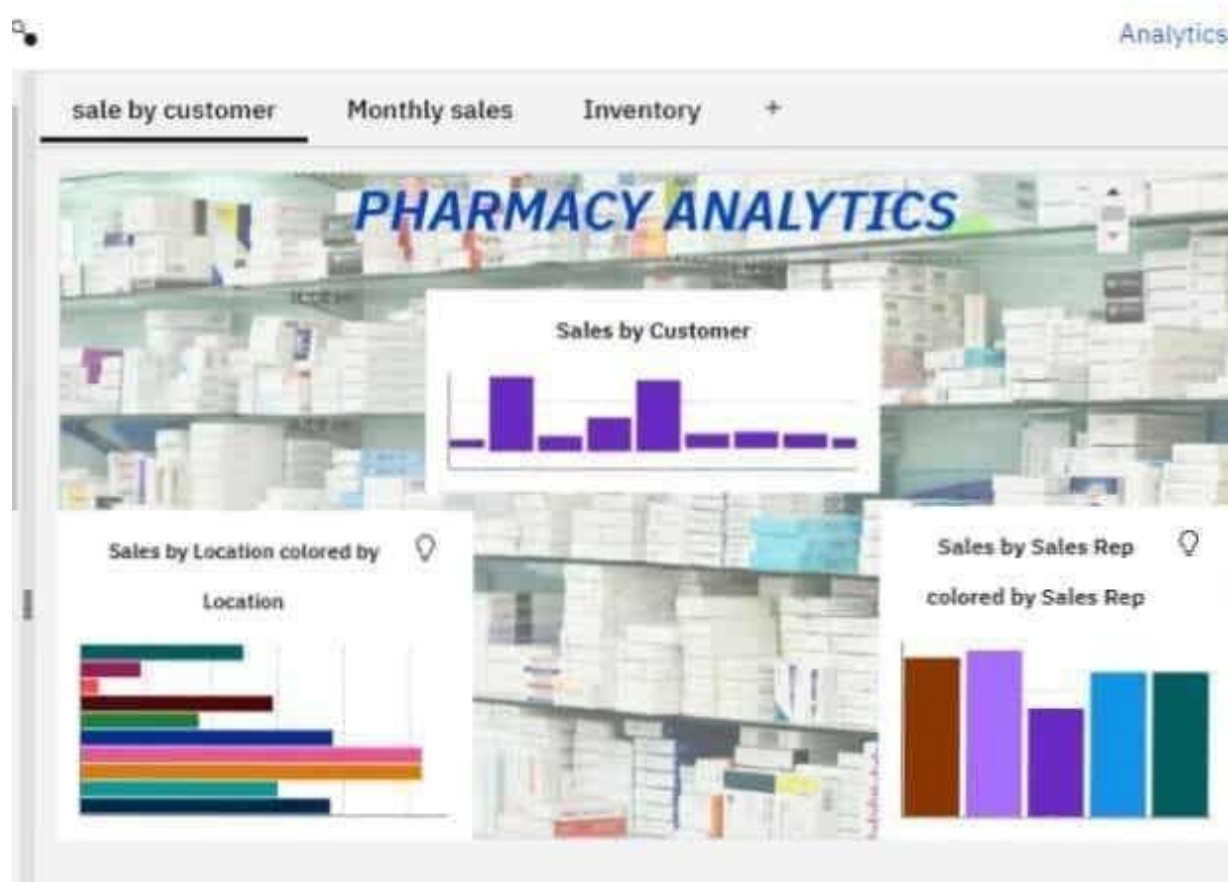 Analytics
sale by customer Monthly sales Inventory +
PHARMACY ANALYTICS
Sales by Customer
Sales by Location colored by
Location
Sales by Sales Rep
colored by Sales Rep